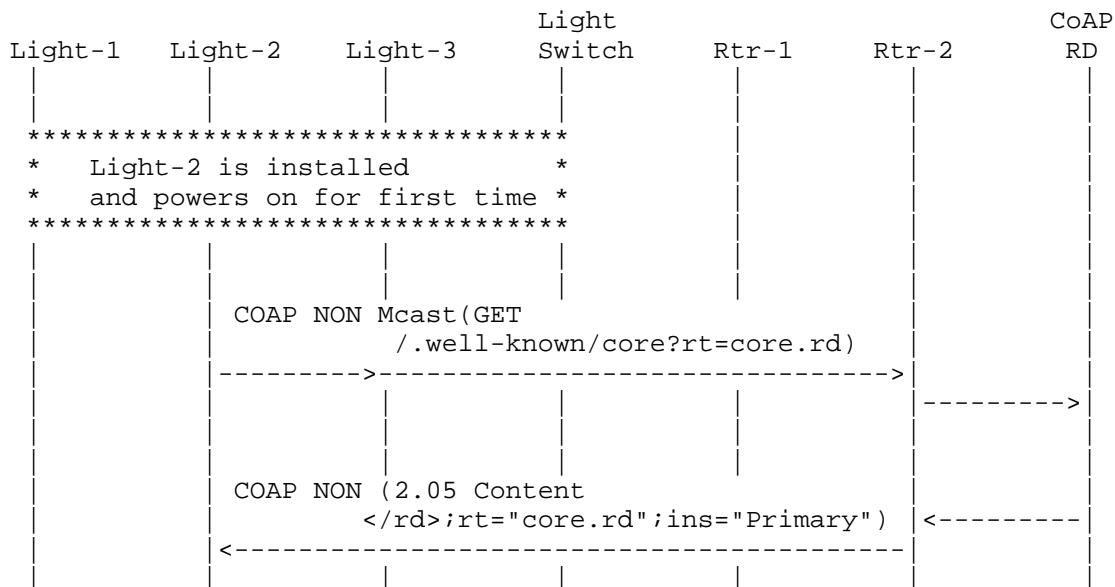 Light CoAP
Light-1 Light-2 Light-3 Switch Rtr-1 Rtr-2 RD
*********************************
* Light-2 is installed *
* and powers on for first time *
*********************************
COAP NON Mcast(GET
/.well-known/core?rt=core.rd)
COAP NON (2.05 Content
</rd>;rt="core.rd";ins="Primary")